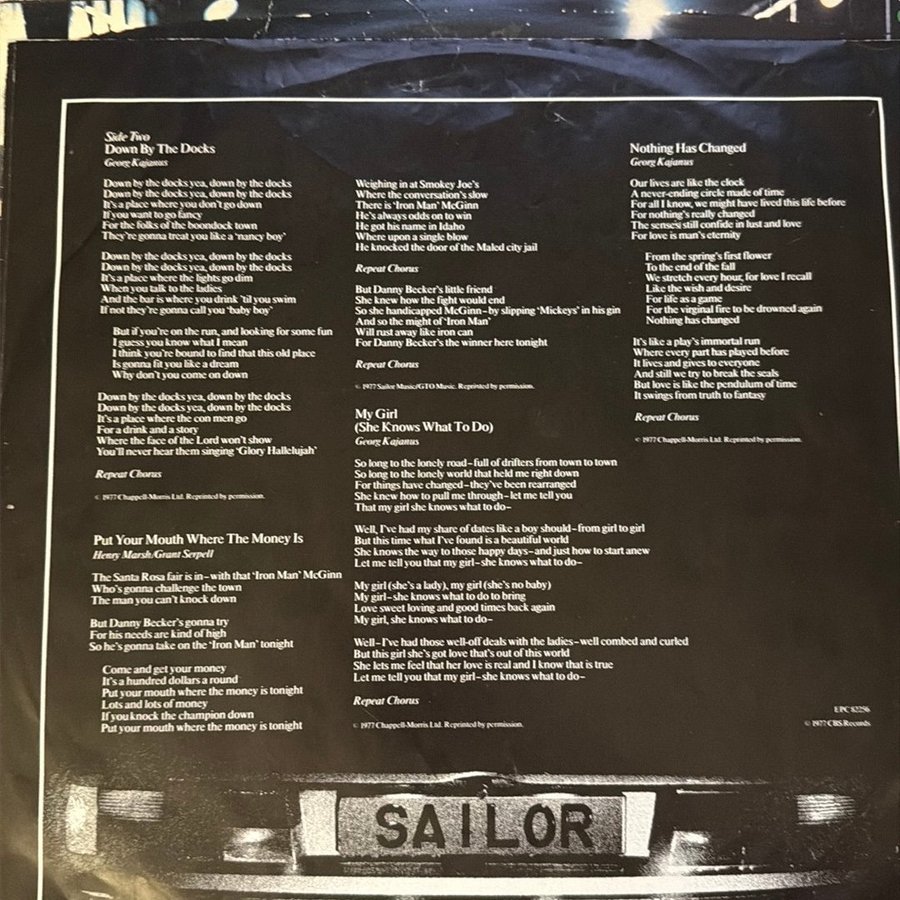 Side Two
Down By The Docks
Georg Kajanus
Down by the docks yea, down by the docks
Down by the docks yea, down by the docks
It's a place where you don't go down
If you want to go fancy
For the folks of the boondock town
They're gonna treat you like a 'nancy boy'
Down by the docks yea, down by the docks
Down by the docks yea, down by the docks
It's a place where the lights go dim
When you talk to the ladies
And the bar is where you drink 'til you swim
If not they're gonna call you 'baby boy'
But if you're on the run, and looking for some fun
I guess you know what I mean
I think you're bound to find that this old place
Is gonna fit you like a dream
Why don't you come on down
Down by the docks yea, down by the docks
Down by the docks yea, down by the docks
It's a place where the con men go
For a drink and a story
Where the face of the Lord won't show
You'll never hear them singing 'Glory Hallelujah'
Repeat Chorus
© 1977 Chappell-Morris Ltd. Reprinted by permission.
Put Your Mouth Where The Money Is
Henry Marsh/Grant Serpell
The Santa Rosa fair is in–with that 'Iron Man' McGinn
Who's gonna challenge the town
The man you can't knock down
But Danny Becker's gonna try
For his needs are kind of high
So he's gonna take on the 'Iron Man' tonight
Come and get your money
It's a hundred dollars a round
Put your mouth where the money is tonight
Lots and lots of money
If you knock the champion down
Put your mouth where the money is tonight
Weighing in at Smokey Joe's
Where the conversation's slow
There is 'Iron Man' McGinn
He's always odds on to win
He got his name in Idaho
Where upon a single blow
He knocked the door of the Maled city jail
Repeat Chorus
But Danny Becker's little friend
She knew how the fight would end
So she handicapped McGinn–by slipping 'Mickeys' in his gin
And so the might of 'Iron Man'
Will rust away like iron can
For Danny Becker's the winner here tonight
Repeat Chorus
© 1977 Sailor Music/GTO Music. Reprinted by permission.
My Girl
(She Knows What To Do)
Georg Kajanus
So long to the lonely road–full of drifters from town to town
So long to the lonely world that held me right down
For things have changed–they've been rearranged
She knew how to pull me through–let me tell you
That my girl she knows what to do–
Well, I've had my share of dates like a boy should–from girl to girl
But this time what I've found is a beautiful world
She knows the way to those happy days–and just how to start anew
Let me tell you that my girl–she knows what to do–
My girl (she's a lady), my girl (she's no baby)
My girl–she knows what to do to bring
Love sweet loving and good times back again
My girl, she knows what to do–
Well–I've had those well-off deals with the ladies–well combed and curled
But this girl she's got love that's out of this world
She lets me feel that her love is real and I know that is true
Let me tell you that my girl–she knows what to do–
Repeat Chorus
© 1977 Chappell-Morris Ltd. Reprinted by permission.
Nothing Has Changed
Georg Kajanus
Our lives are like the clock
A never-ending circle made of time
For all I know, we might have lived this life before
For nothing's really changed
The senses still confide in lust and love
For love is man's eternity
From the spring's first flower
To the end of the fall
We stretch every hour, for love I recall
Like the wish and desire
For life as a game
For the virginal fire to be drowned again
Nothing has changed
It's like a play's immortal run
Where every part has played before
It lives and gives to everyone
And still we try to break the seals
But love is like the pendulum of time
It swings from truth to fantasy
Repeat Chorus
© 1977 Chappell-Morris Ltd. Reprinted by permission.
EPC 82256
© 1977 CBS Records
SAILOR